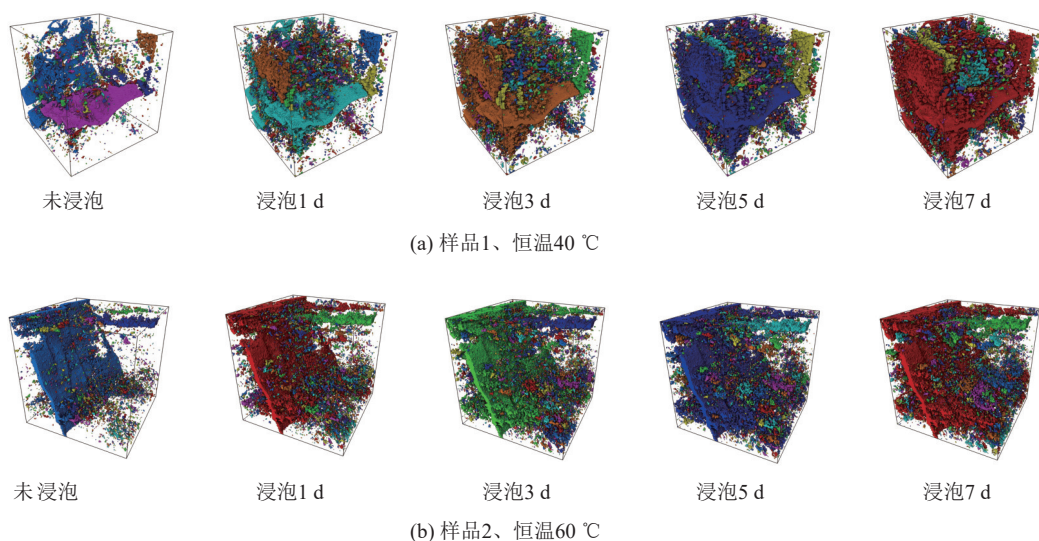 未浸泡 浸泡1 d 浸泡3 d 浸泡5 d 浸泡7 d
(a) 样品1、恒温40 ℃
未 浸泡 浸泡1 d 浸泡3 d 浸泡5 d 浸泡7 d
(b) 样品2、恒温60 ℃